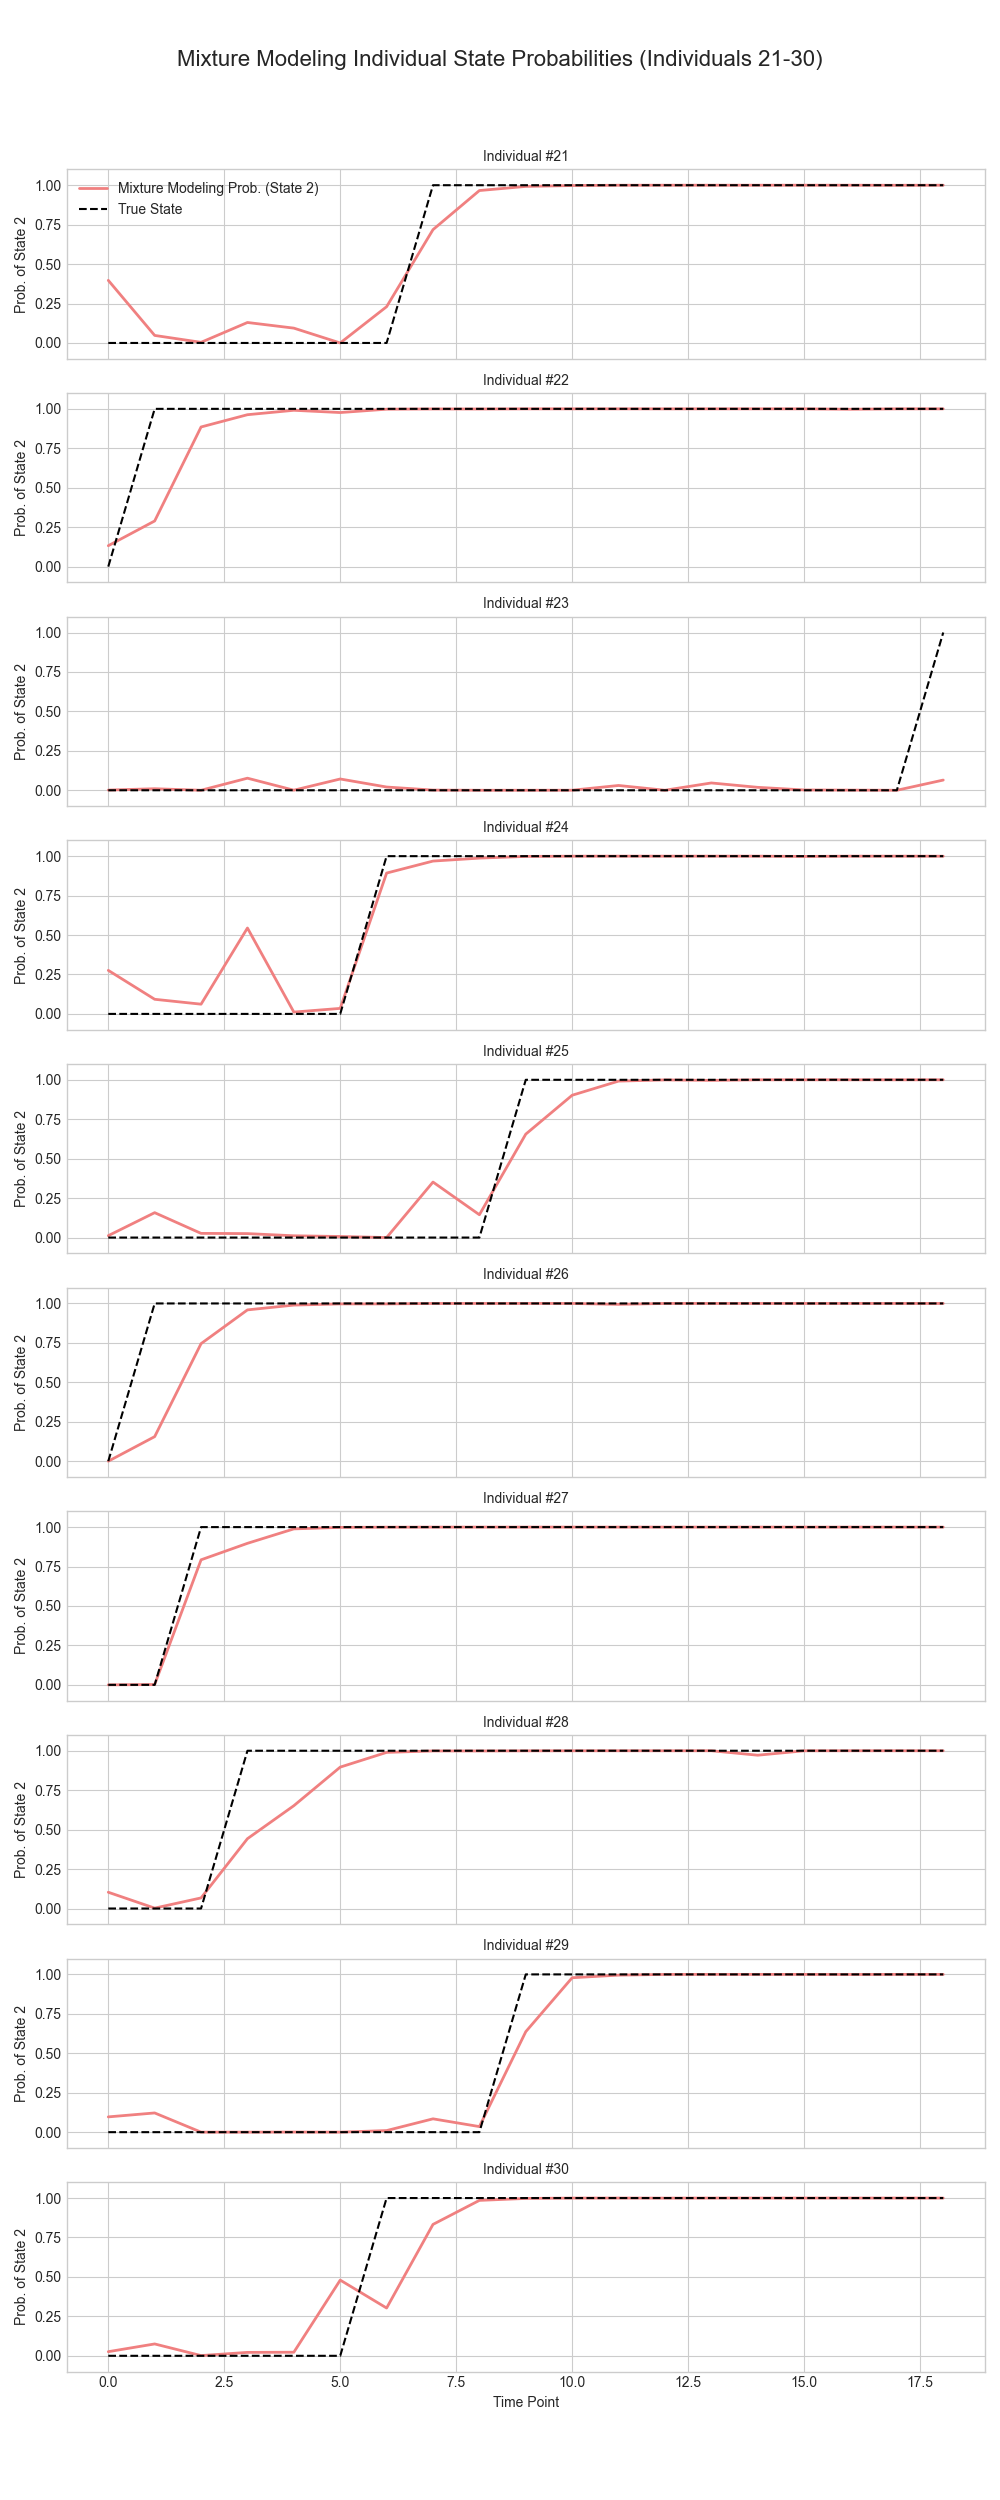 Mixture Modeling Individual State Probabilities (Individuals 21-30)
Individual #21
Mixture Modeling Prob. (State 2)
True State
1.00
0.75
0.50
0.25
0.00
Prob. of State 2
Individual #22
1.00
0.75
0.50
0.25
0.00
Prob. of State 2
Individual #23
1.00
0.75
0.50
0.25
0.00
Prob. of State 2
Individual #24
1.00
0.75
0.50
0.25
0.00
Prob. of State 2
Individual #25
1.00
0.75
0.50
0.25
0.00
Prob. of State 2
Individual #26
1.00
0.75
0.50
0.25
0.00
Prob. of State 2
Individual #27
1.00
0.75
0.50
0.25
0.00
Prob. of State 2
Individual #28
1.00
0.75
0.50
0.25
0.00
Prob. of State 2
Individual #29
1.00
0.75
0.50
0.25
0.00
Prob. of State 2
Individual #30
1.00
0.75
0.50
0.25
0.00
Prob. of State 2
0.0 2.5 5.0 7.5 10.0 12.5 15.0 17.5
Time Point